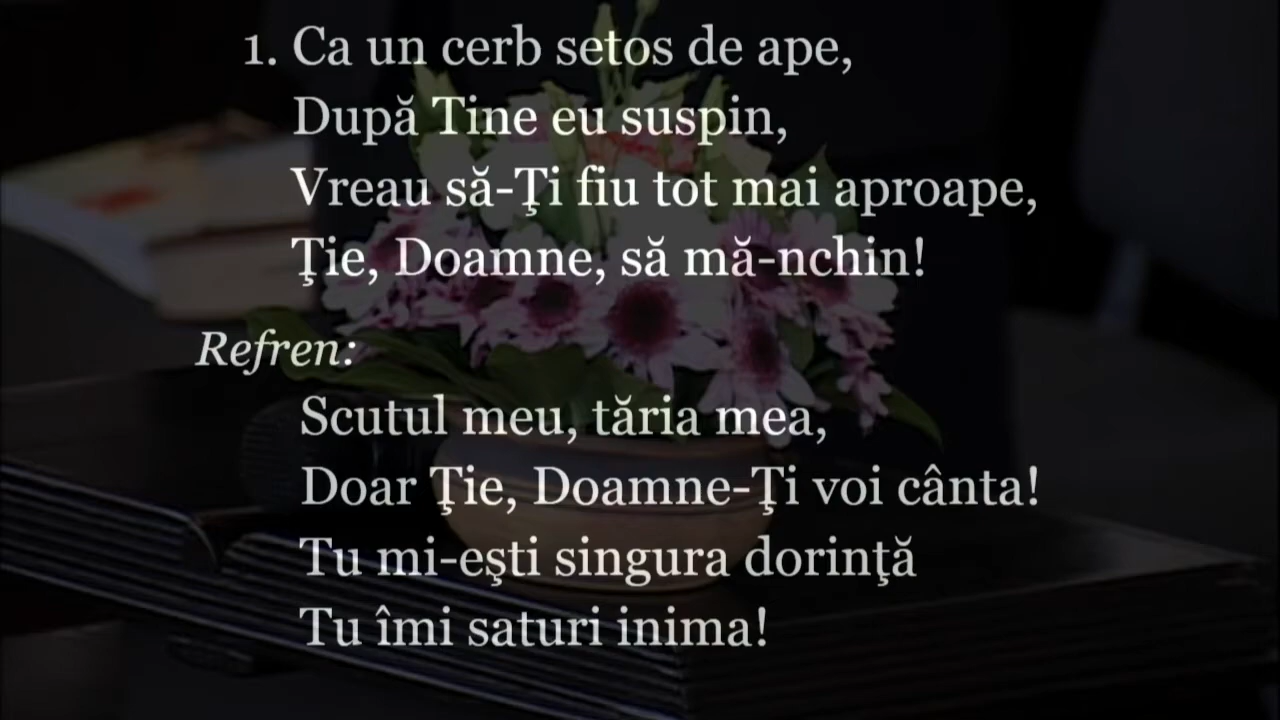 1. Ca un cerb setos de ape,
După Tine eu suspin,
Vreau să-Ţi fiu tot mai aproape,
Ţie, Doamne, să mă-nchin!
Refren:
Scutul meu, tăria mea,
Doar Ţie, Doamne-Ţi voi cânta!
Tu mi-eşti singura dorinţă
Tu îmi saturi inima!